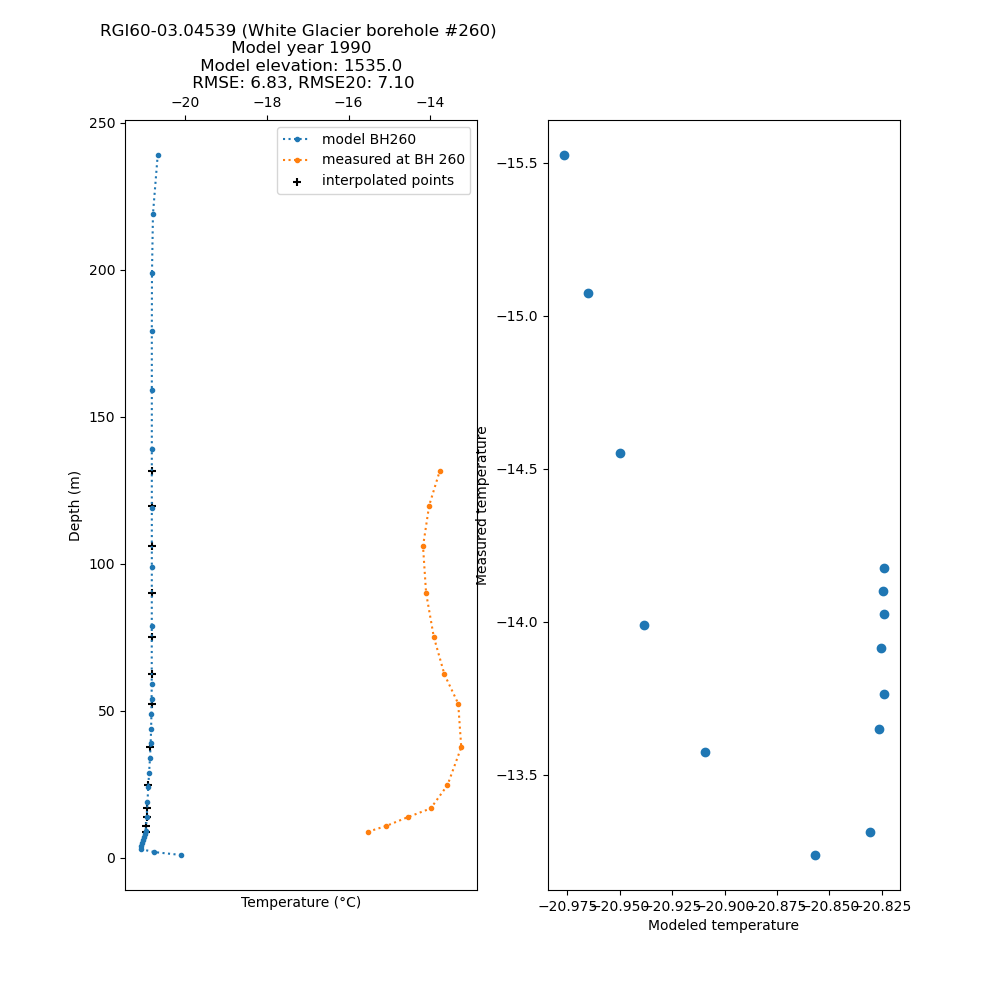 RGI60-03.04539 (White Glacier borehole #260)
Model year 1990
Model elevation: 1535.0
RMSE: 6.83, RMSE20: 7.10
−20 −18 −16 −14
model BH260
measured at BH 260
interpolated points
250
200
150
100
50
0
Depth (m)
Temperature (°C)
−15.5
−15.0
−14.5
−14.0
−13.5
Measured temperature
−20.975 −20.950 −20.925 −20.900 −20.875 −20.850 −20.825
Modeled temperature